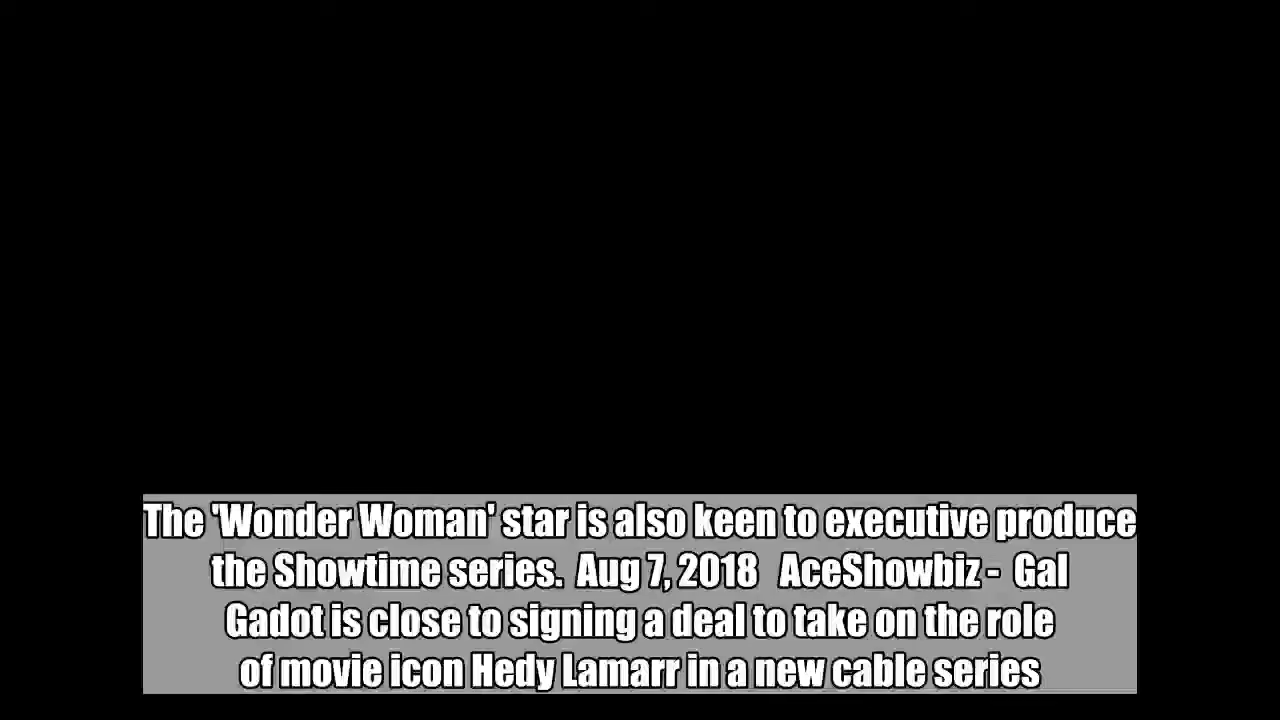 The 'Wonder Woman' star is also keen to executive produce
the Showtime series.  Aug 7, 2018   AceShowbiz -  Gal
Gadot is close to signing a deal to take on the role
of movie icon Hedy Lamarr in a new cable series